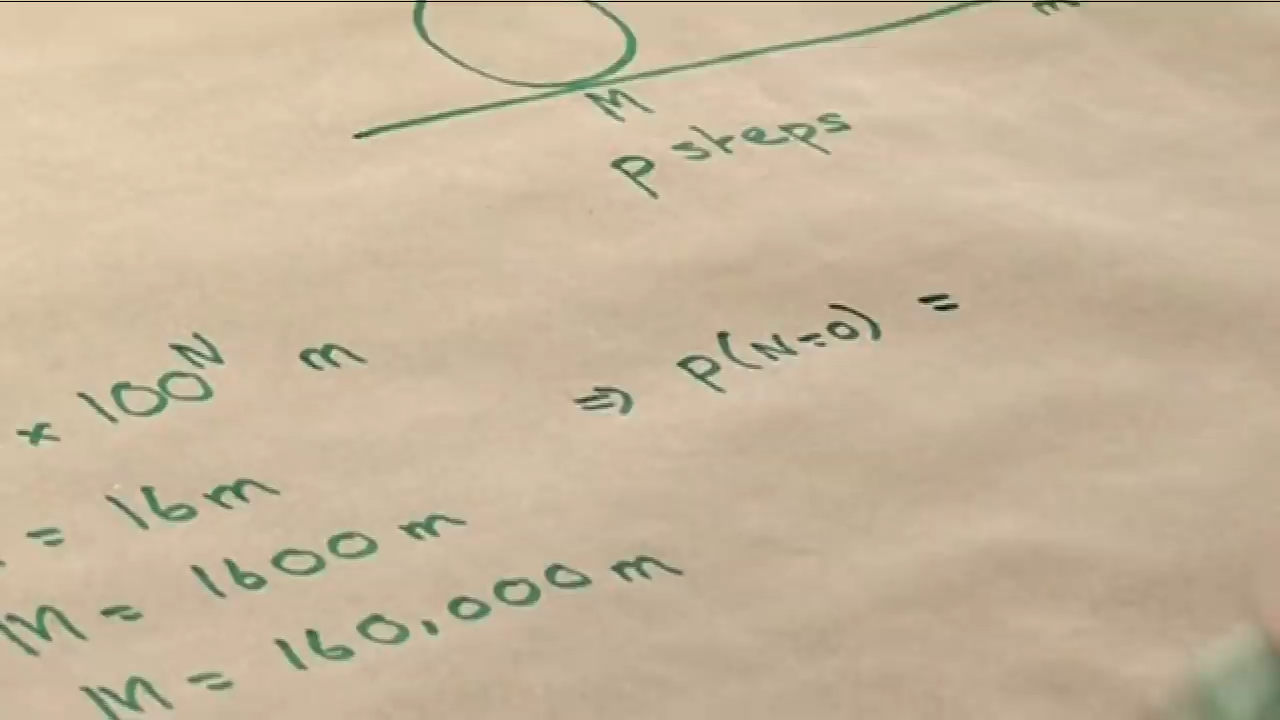 m
M
P steps
× 100^N m
⇒ P(N=0) =
= 16m
M = 1600 m
M = 160,000 m